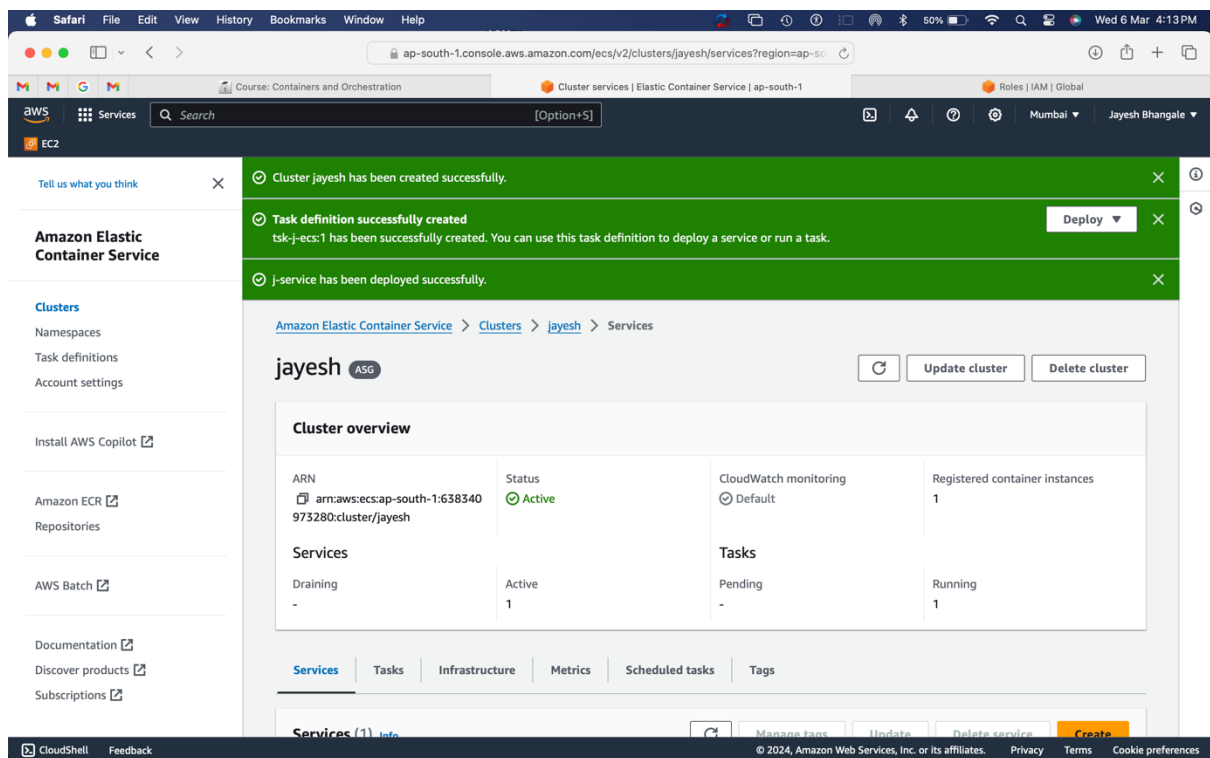 Safari File Edit View History Bookmarks Window Help 50% Wed 6 Mar 4:13 PM
ap-south-1.console.aws.amazon.com/ecs/v2/clusters/jayesh/services?region=ap-so
Course: Containers and Orchestration
Cluster services | Elastic Container Service | ap-south-1
Roles | IAM | Global
aws Services Search [Option+S] Mumbai Jayesh Bhangale
EC2
Tell us what you think
Amazon Elastic
Container Service
Clusters
Namespaces
Task definitions
Account settings
Install AWS Copilot
Amazon ECR
Repositories
AWS Batch
Documentation
Discover products
Subscriptions
Cluster jayesh has been created successfully.
Task definition successfully created
tsk-j-ecs:1 has been successfully created. You can use this task definition to deploy a service or run a task.
Deploy
j-service has been deployed successfully.
Amazon Elastic Container Service > Clusters > jayesh > Services
jayesh ASG
Update cluster
Delete cluster
Cluster overview
ARN
arn:aws:ecs:ap-south-1:638340
973280:cluster/jayesh
Status
Active
CloudWatch monitoring
Default
Registered container instances
1
Services
Draining
-
Active
1
Tasks
Pending
-
Running
1
Services Tasks Infrastructure Metrics Scheduled tasks Tags
Services (1) Info
Manage tags Update Delete service Create
CloudShell Feedback © 2024, Amazon Web Services, Inc. or its affiliates. Privacy Terms Cookie preferences